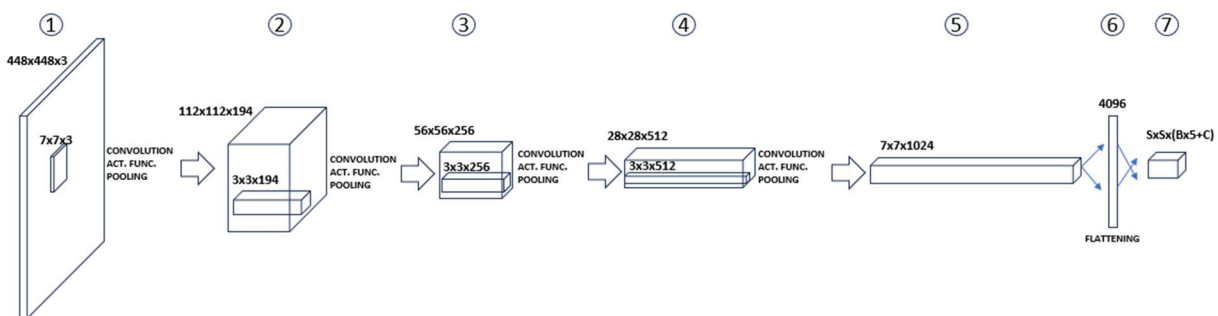 ① ② ③ ④ ⑤ ⑥ ⑦
448x448x3
7x7x3
CONVOLUTION
ACT. FUNC.
POOLING
112x112x194
3x3x194
CONVOLUTION
ACT. FUNC.
POOLING
56x56x256
3x3x256
CONVOLUTION
ACT. FUNC.
POOLING
28x28x512
3x3x512
CONVOLUTION
ACT. FUNC.
POOLING
7x7x1024
4096
FLATTENING
SxSx(Bx5+C)